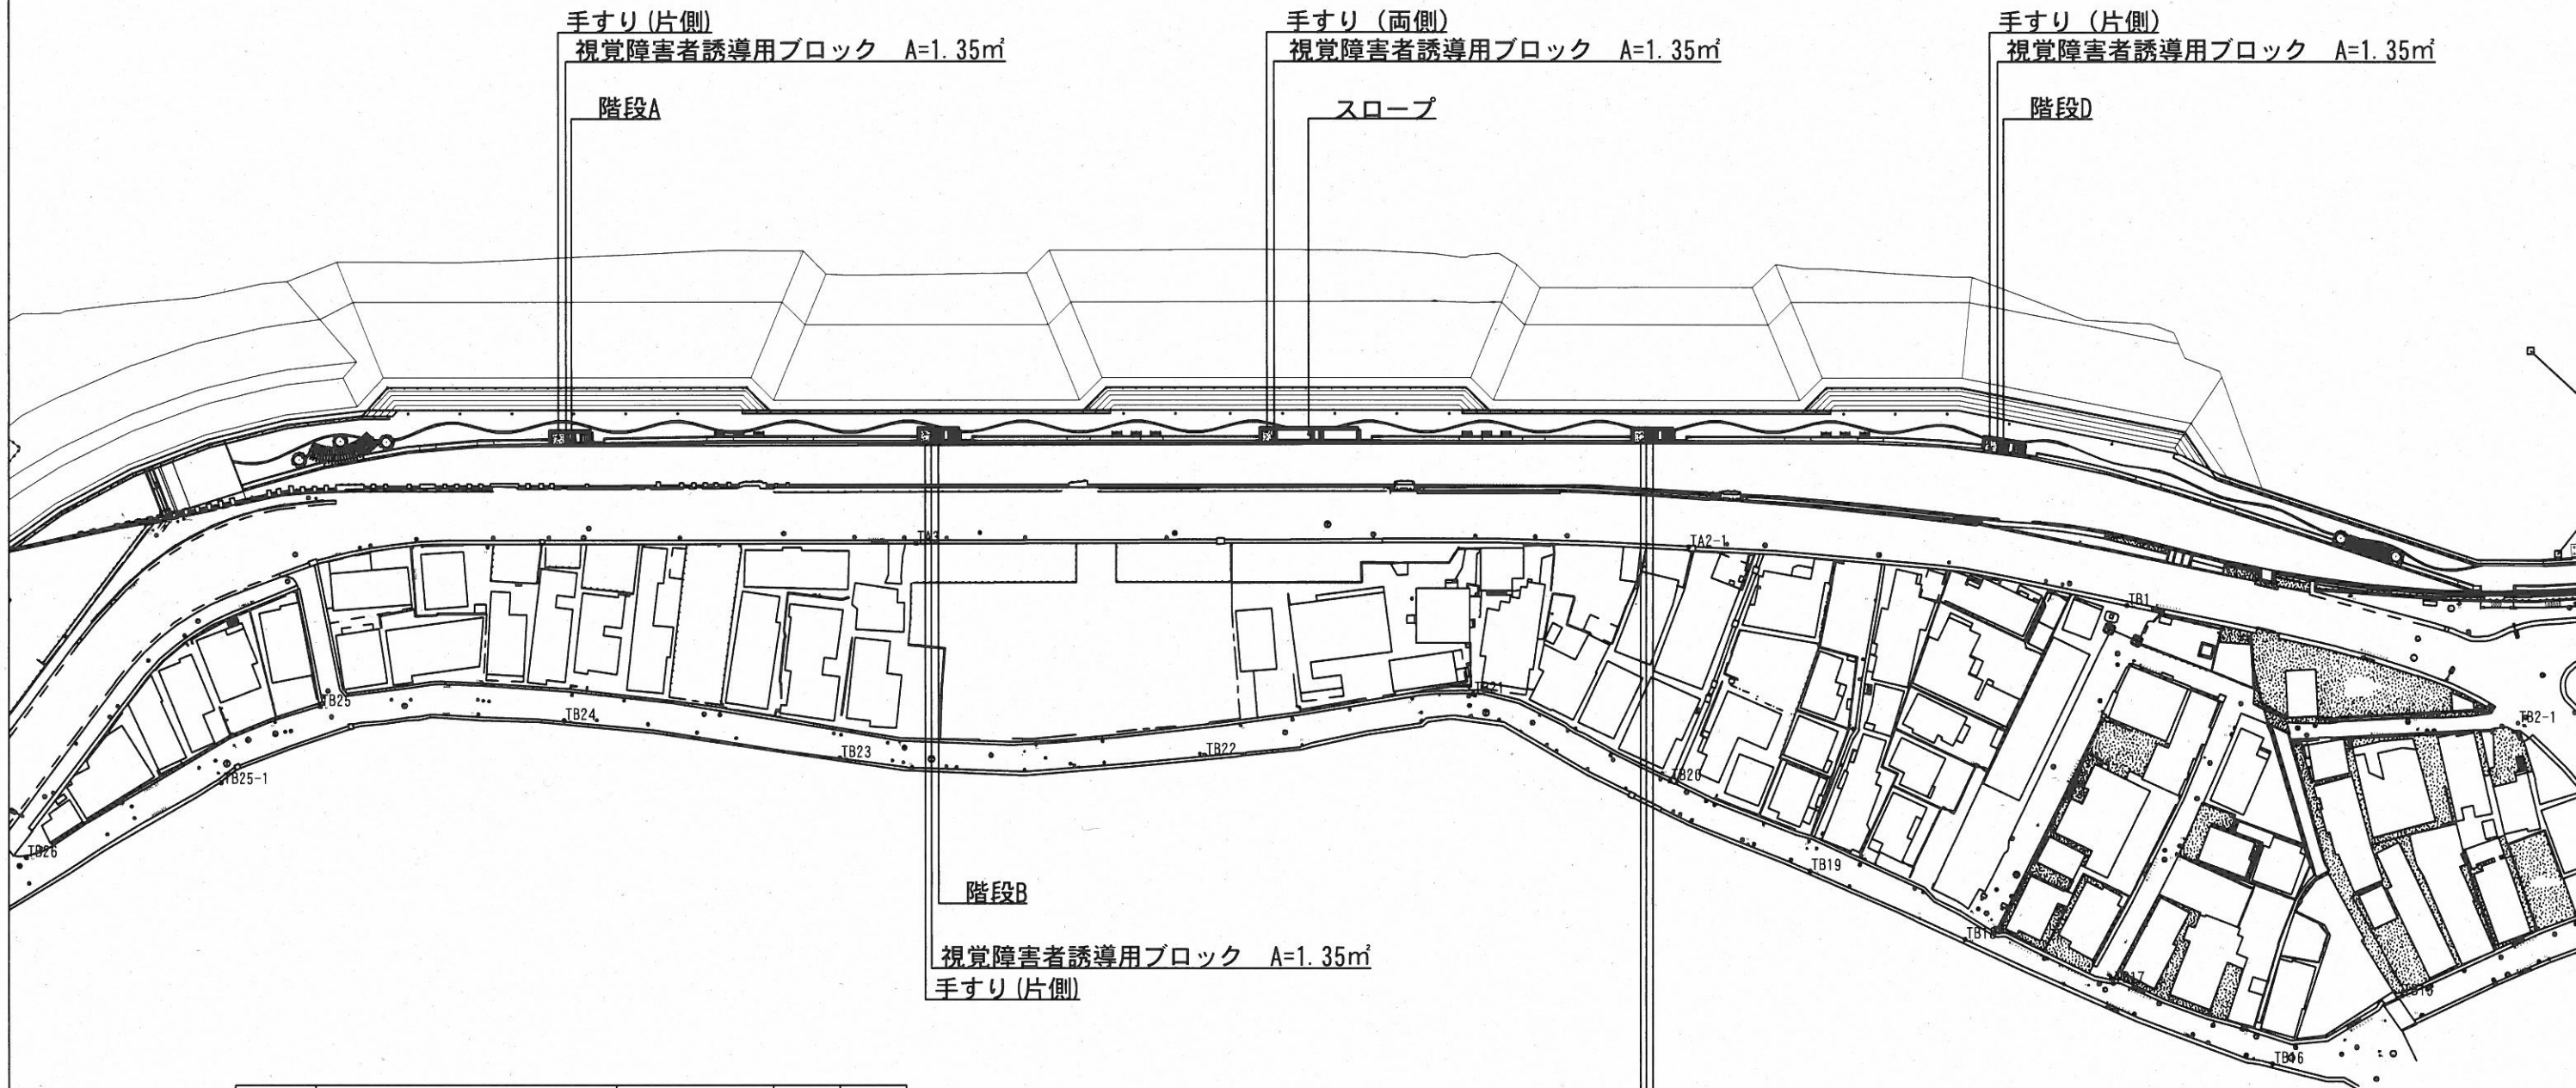 手すり(片側)
視覚障害者誘導用ブロック A=1.35㎡
階段A
手すり(両側)
視覚障害者誘導用ブロック A=1.35㎡
スロープ
手すり(片側)
視覚障害者誘導用ブロック A=1.35㎡
階段D
TA3
TA2-1
TB1
TB25
TB24
TB23
TB22
TB21
TB20
TB2-1
TB25-1
TB26
TB19
階段B
視覚障害者誘導用ブロック A=1.35㎡
手すり(片側)
TB17
TB16